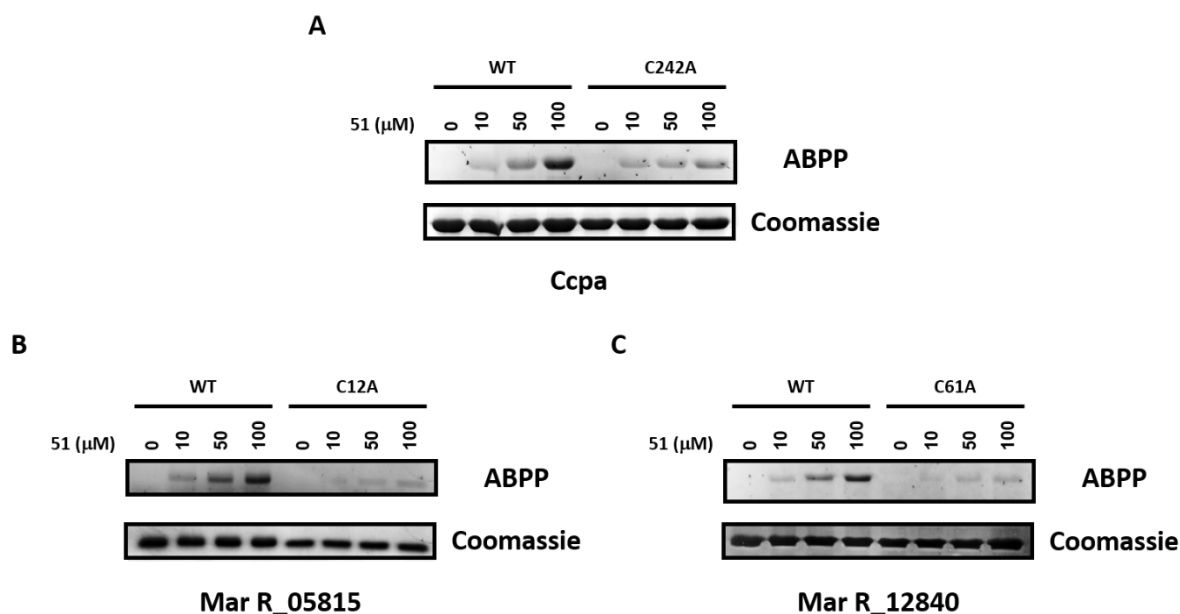 A
WT C242A
51 (μM) 0 10 50 100 0 10 50 100
ABPP
Coomassie
Ccpa
B C
WT C12A WT C61A
51 (μM) 0 10 50 100 0 10 50 100 51 (μM) 0 10 50 100 0 10 50 100
ABPP ABPP
Coomassie Coomassie
Mar R_05815 Mar R_12840